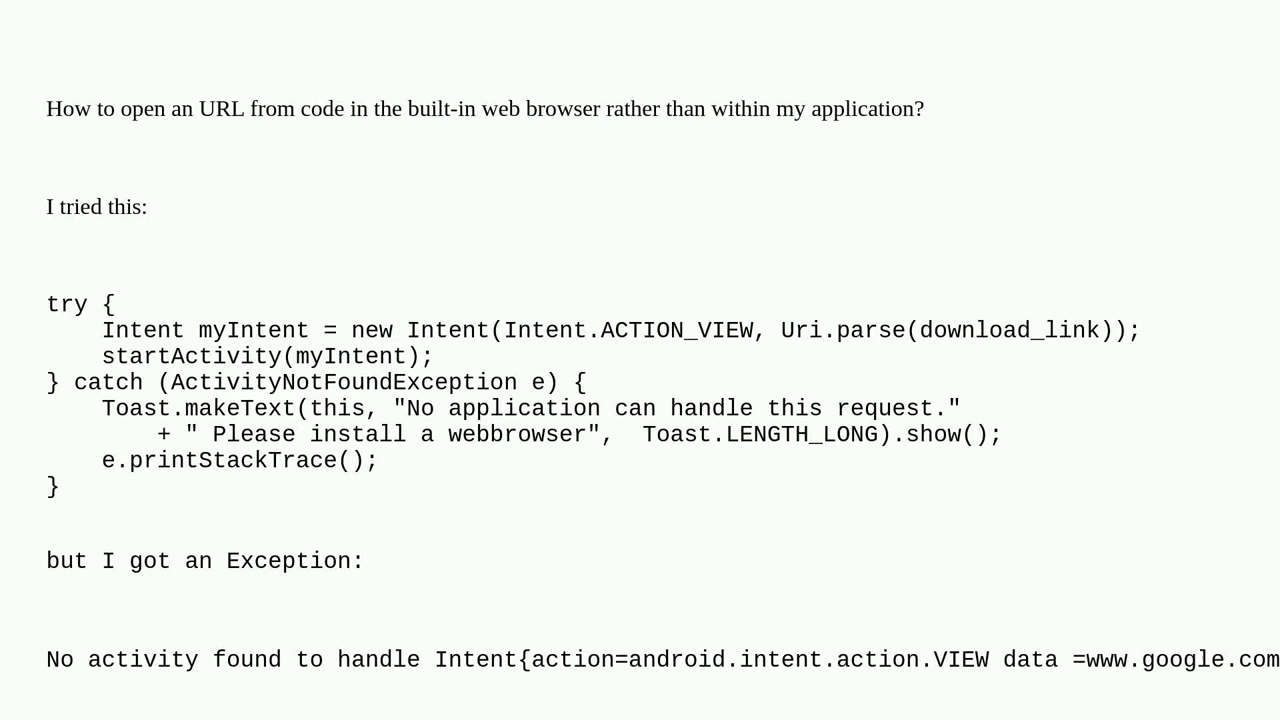 How to open an URL from code in the built-in web browser rather than within my application?
I tried this:
try {
    Intent myIntent = new Intent(Intent.ACTION_VIEW, Uri.parse(download_link));
    startActivity(myIntent);
} catch (ActivityNotFoundException e) {
    Toast.makeText(this, "No application can handle this request."
        + " Please install a webbrowser",  Toast.LENGTH_LONG).show();
    e.printStackTrace();
}
but I got an Exception:
No activity found to handle Intent{action=android.intent.action.VIEW data =www.google.com